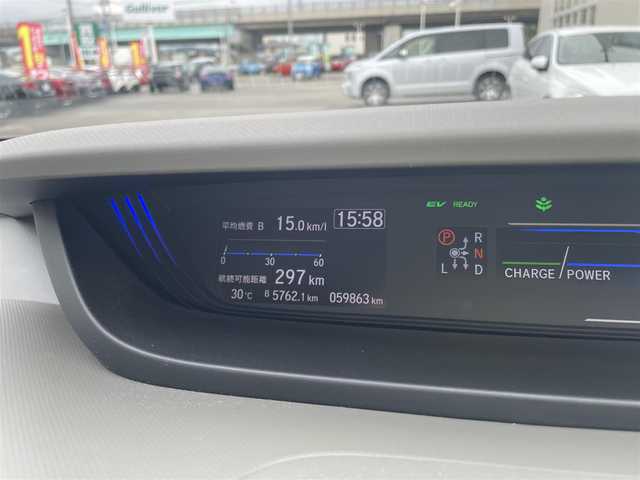 Gulliver
平均燃費 B 15.0 km/l 15:58
0 30 60
航続可能距離 297 km
30℃ B 5762.1 km 059863 km
EV READY
P R
N
L D
CHARGE POWER